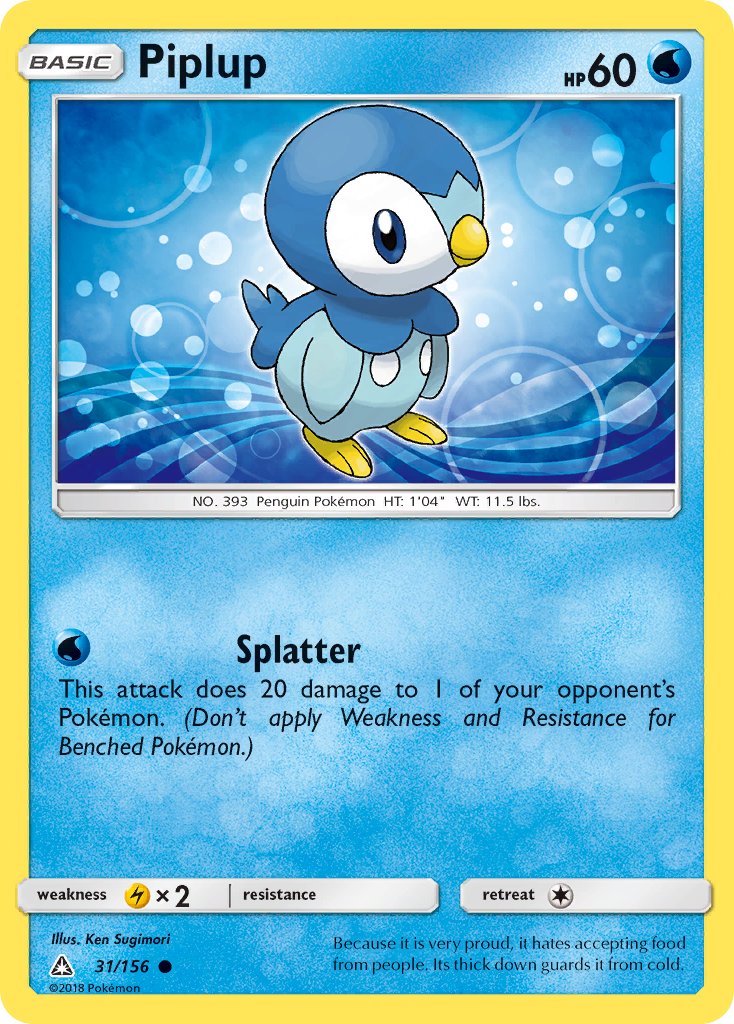 BASIC Piplup HP60
NO. 393 Penguin Pokémon HT: 1'04" WT: 11.5 lbs.
Splatter
This attack does 20 damage to 1 of your opponent's
Pokémon. (Don't apply Weakness and Resistance for
Benched Pokémon.)
weakness ×2 resistance retreat
Illus. Ken Sugimori
31/156
©2018 Pokémon
Because it is very proud, it hates accepting food
from people. Its thick down guards it from cold.